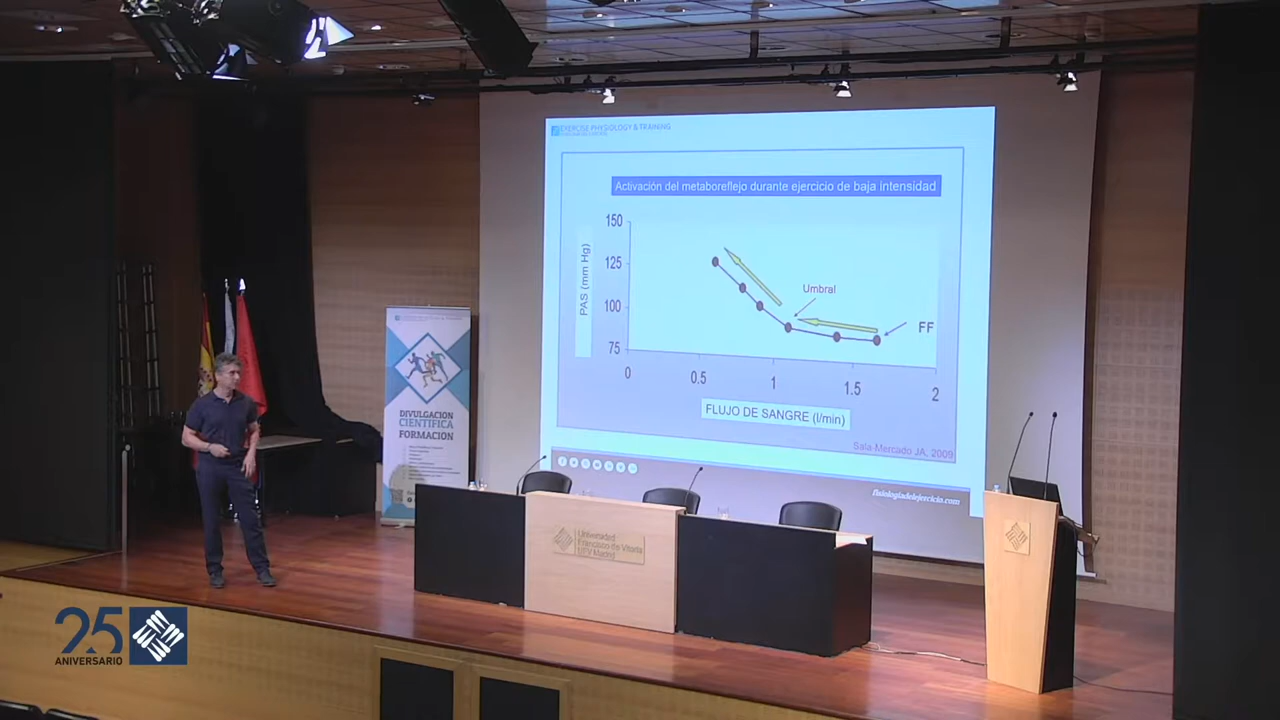 EXERCISE PHYSIOLOGY & TRAINING
Activación del metaboreflejo durante ejercicio de baja intensidad
150
125
100
75
PAS (mm Hg)
Umbral
FF
0
0.5
1
1.5
2
FLUJO DE SANGRE (l/min)
Sala-Mercado JA, 2009
fisiologiadelejercicio.com
DIVULGACION
CIENTÍFICA
FORMACION
Universidad
Francisco de Vitoria
UFV Madrid
25
ANIVERSARIO